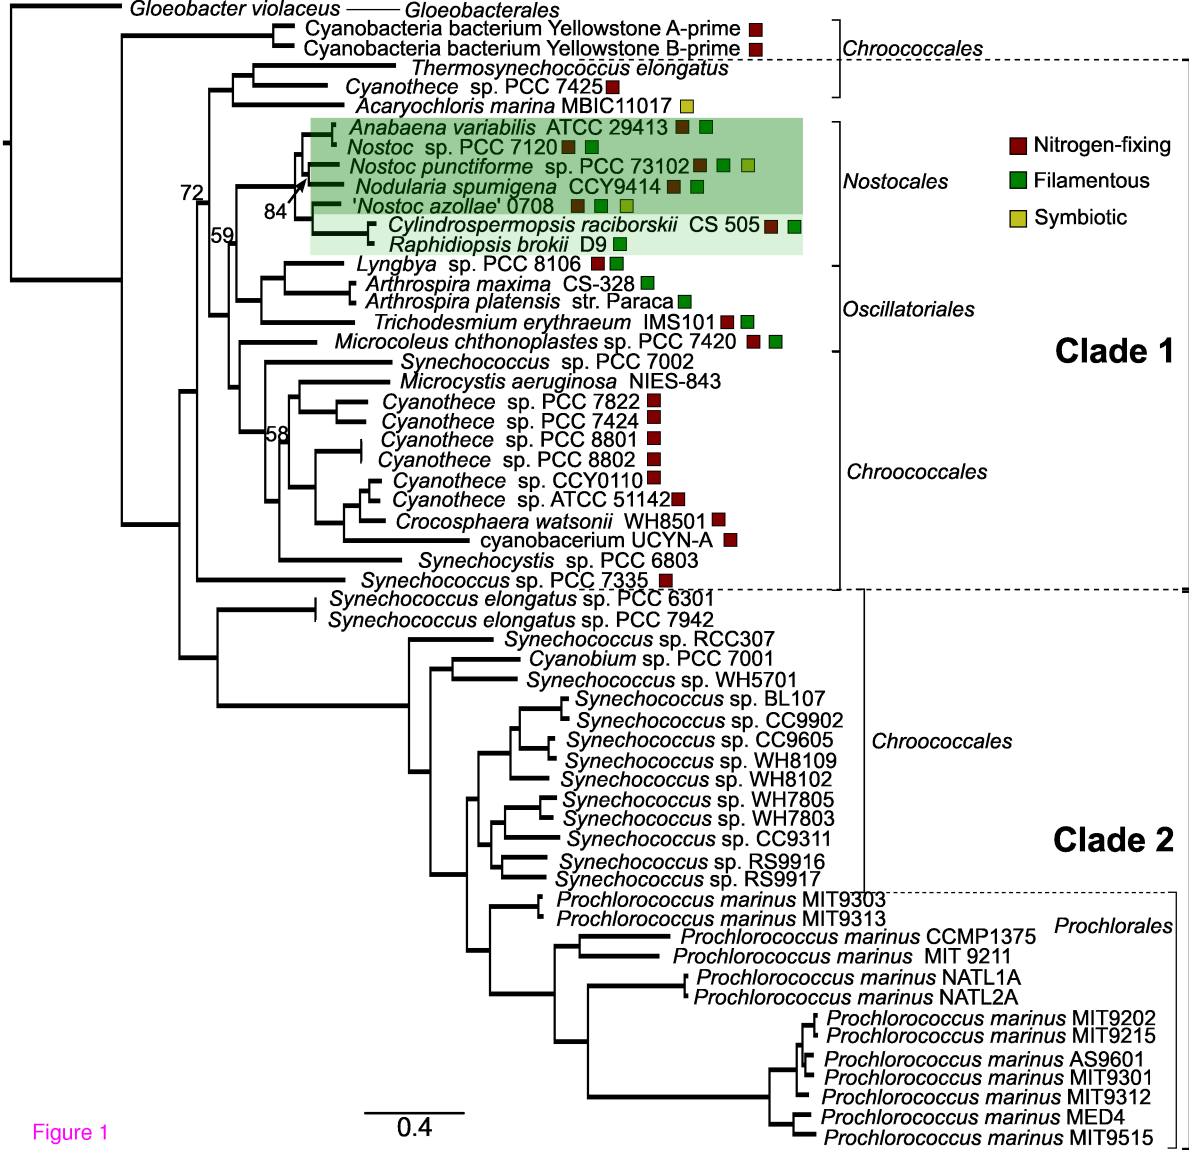 Gloeobacter violaceus Gloeobacterales
Cyanobacteria bacterium Yellowstone A-prime
Cyanobacteria bacterium Yellowstone B-prime
Chroococcales
Thermosynechococcus elongatus
Cyanothece sp. PCC 7425
Acaryochloris marina MBIC11017
Anabaena variabilis ATCC 29413
Nostoc sp. PCC 7120
Nitrogen-fixing
Nostoc punctiforme sp. PCC 73102
Nodularia spumigena CCY9414
Nostocales
Filamentous
72
'Nostoc azollae' 0708
84
Symbiotic
Cylindrospermopsis raciborskii CS 505
59
Raphidiopsis brokii D9
Lyngbya sp. PCC 8106
Arthrospira maxima CS-328
Arthrospira platensis str. Paraca
Oscillatoriales
Trichodesmium erythraeum IMS101
Microcoleus chthonoplastes sp. PCC 7420
Clade 1
Synechococcus sp. PCC 7002
Microcystis aeruginosa NIES-843
Cyanothece sp. PCC 7822
Cyanothece sp. PCC 7424
58
Cyanothece sp. PCC 8801
Cyanothece sp. PCC 8802
Chroococcales
Cyanothece sp. CCY0110
Cyanothece sp. ATCC 51142
Crocosphaera watsonii WH8501
cyanobacerium UCYN-A
Synechocystis sp. PCC 6803
Synechococcus sp. PCC 7335
Synechococcus elongatus sp. PCC 6301
Synechococcus elongatus sp. PCC 7942
Synechococcus sp. RCC307
Cyanobium sp. PCC 7001
Synechococcus sp. WH5701
Synechococcus sp. BL107
Synechococcus sp. CC9902
Synechococcus sp. CC9605
Chroococcales
Synechococcus sp. WH8109
Synechococcus sp. WH8102
Synechococcus sp. WH7805
Synechococcus sp. WH7803
Synechococcus sp. CC9311
Clade 2
Synechococcus sp. RS9916
Synechococcus sp. RS9917
Prochlorococcus marinus MIT9303
Prochlorococcus marinus MIT9313
Prochlorales
Prochlorococcus marinus CCMP1375
Prochlorococcus marinus MIT 9211
Prochlorococcus marinus NATL1A
Prochlorococcus marinus NATL2A
Prochlorococcus marinus MIT9202
Prochlorococcus marinus MIT9215
Prochlorococcus marinus AS9601
Prochlorococcus marinus MIT9301
Prochlorococcus marinus MIT9312
Prochlorococcus marinus MED4
Prochlorococcus marinus MIT9515
0.4
Figure 1